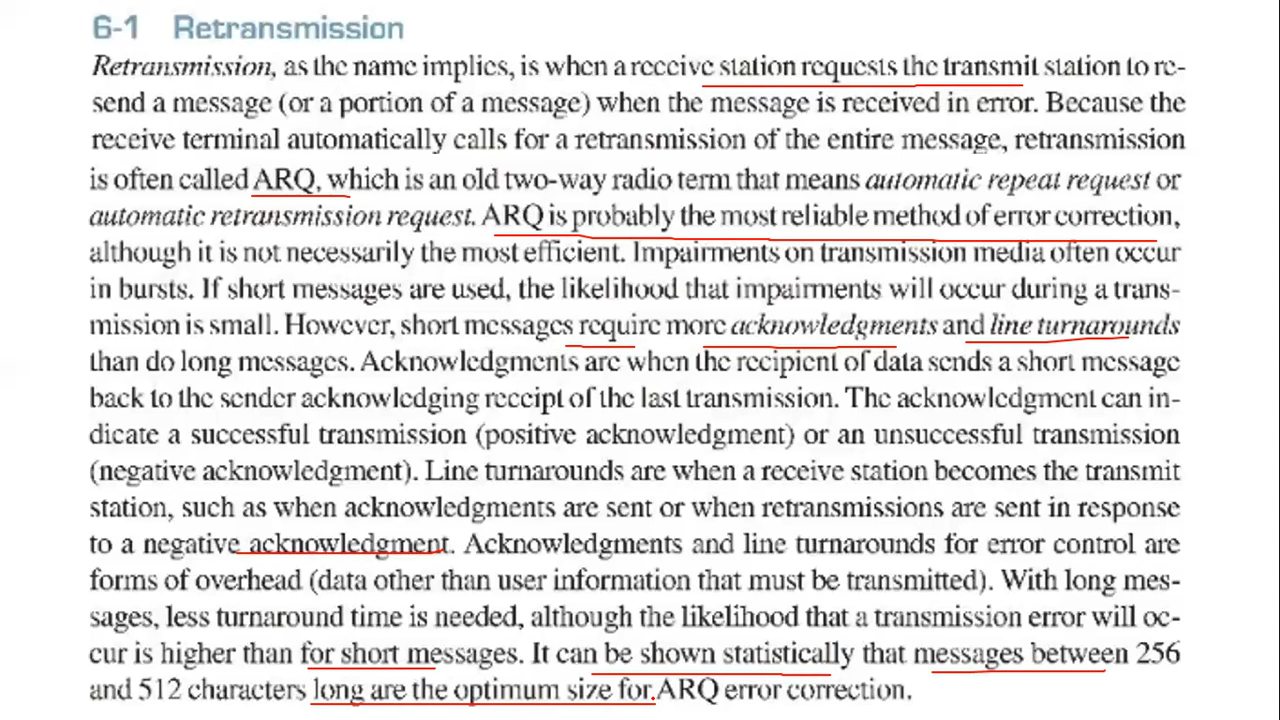 6-1 Retransmission
Retransmission, as the name implies, is when a receive station requests the transmit station to re-
send a message (or a portion of a message) when the message is received in error. Because the
receive terminal automatically calls for a retransmission of the entire message, retransmission
is often called ARQ, which is an old two-way radio term that means automatic repeat request or
automatic retransmission request. ARQ is probably the most reliable method of error correction,
although it is not necessarily the most efficient. Impairments on transmission media often occur
in bursts. If short messages are used, the likelihood that impairments will occur during a trans-
mission is small. However, short messages require more acknowledgments and line turnarounds
than do long messages. Acknowledgments are when the recipient of data sends a short message
back to the sender acknowledging receipt of the last transmission. The acknowledgment can in-
dicate a successful transmission (positive acknowledgment) or an unsuccessful transmission
(negative acknowledgment). Line turnarounds are when a receive station becomes the transmit
station, such as when acknowledgments are sent or when retransmissions are sent in response
to a negative acknowledgment. Acknowledgments and line turnarounds for error control are
forms of overhead (data other than user information that must be transmitted). With long mes-
sages, less turnaround time is needed, although the likelihood that a transmission error will oc-
cur is higher than for short messages. It can be shown statistically that messages between 256
and 512 characters long are the optimum size for ARQ error correction.